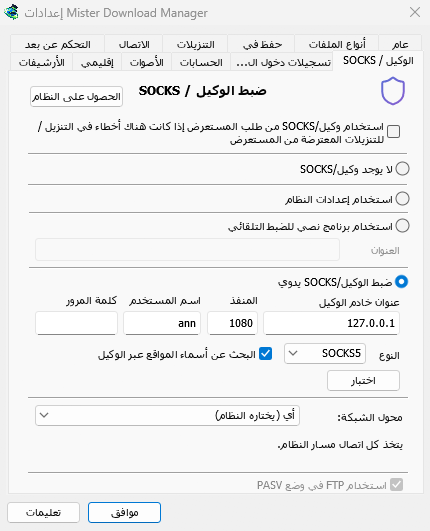 إعدادات Mister Download Manager
عام
أنواع الملفات
حفظ في
التنزيلات
الاتصال
التحكم عن بعد
الوكيل / SOCKS
تسجيلات دخول ال...
الحسابات
الأصوات
إقليمي
الأرشيفات
ضبط الوكيل / SOCKS
الحصول على النظام
استخدام وكيل/SOCKS من طلب المستعرض إذا كانت هناك أخطاء في التنزيل /
للتنزيلات المعترضة من المستعرض
لا يوجد وكيل/SOCKS
استخدام إعدادات النظام
استخدام برنامج نصي للضبط التلقائي
العنوان
ضبط الوكيل/SOCKS يدوي
عنوان خادم الوكيل
المنفذ
اسم المستخدم
كلمة المرور
127.0.0.1
1080
ann
النوع
SOCKS5
البحث عن أسماء المواقع عبر الوكيل
اختبار
محول الشبكة:
أي (يختاره النظام)
يتخذ كل اتصال مسار النظام.
استخدام FTP في وضع PASV
موافق
تعليمات